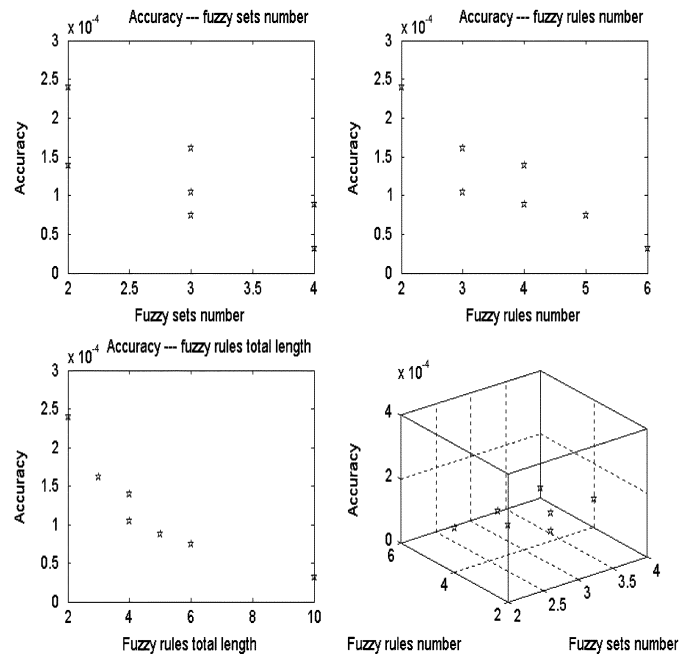 Accuracy --- fuzzy sets number
x 10-4
3
2.5
2
1.5
1
0.5
0
Accuracy
2
2.5
3
3.5
4
Fuzzy sets number
Accuracy --- fuzzy rules number
x 10-4
3
2.5
2
1.5
1
0.5
0
Accuracy
2
3
4
5
6
Fuzzy rules number
Accuracy --- fuzzy rules total length
x 10-4
3
2.5
2
1.5
1
0.5
0
Accuracy
2
4
6
8
10
Fuzzy rules total length
x 10-4
4
2
0
Accuracy
6
4
2
2
2.5
3
3.5
4
Fuzzy rules number
Fuzzy sets number